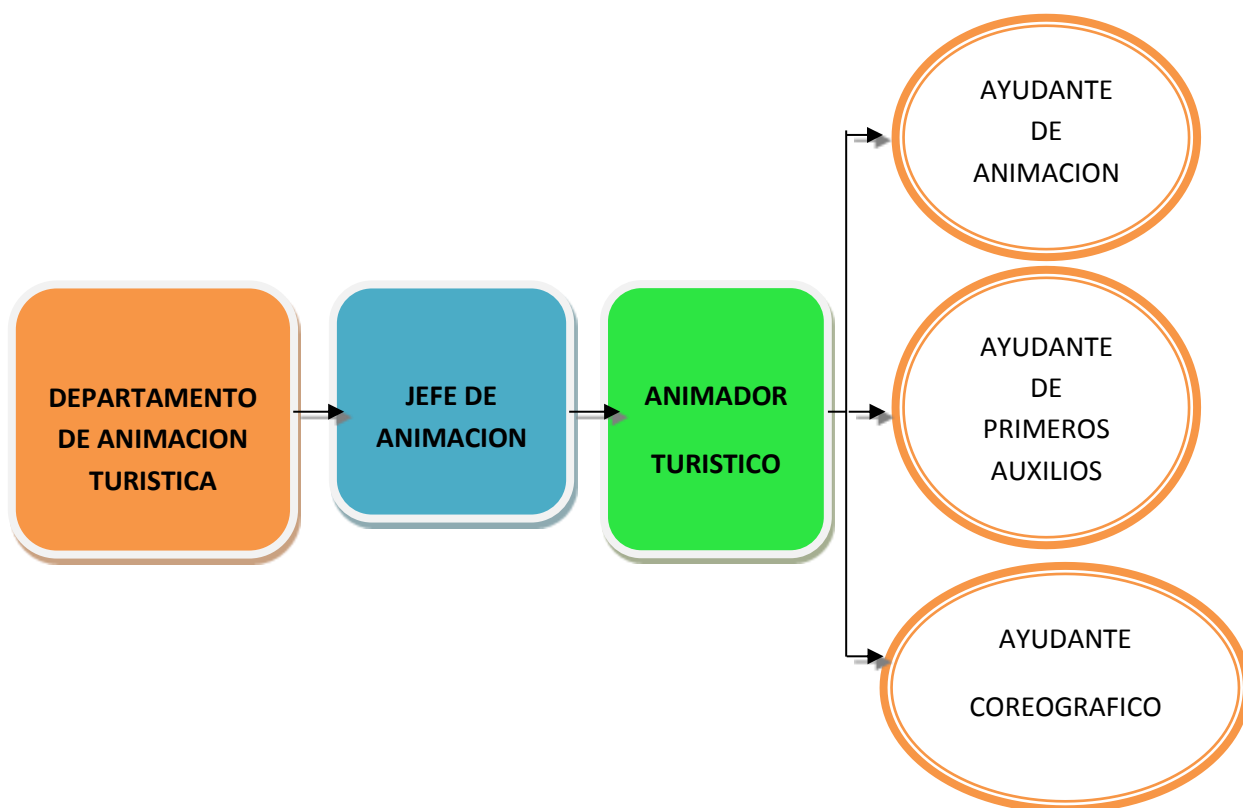 DEPARTAMENTO
DE ANIMACION
TURISTICA
JEFE DE
ANIMACION
ANIMADOR
TURISTICO
AYUDANTE
DE
ANIMACION
AYUDANTE
DE
PRIMEROS
AUXILIOS
AYUDANTE
COREOGRAFICO